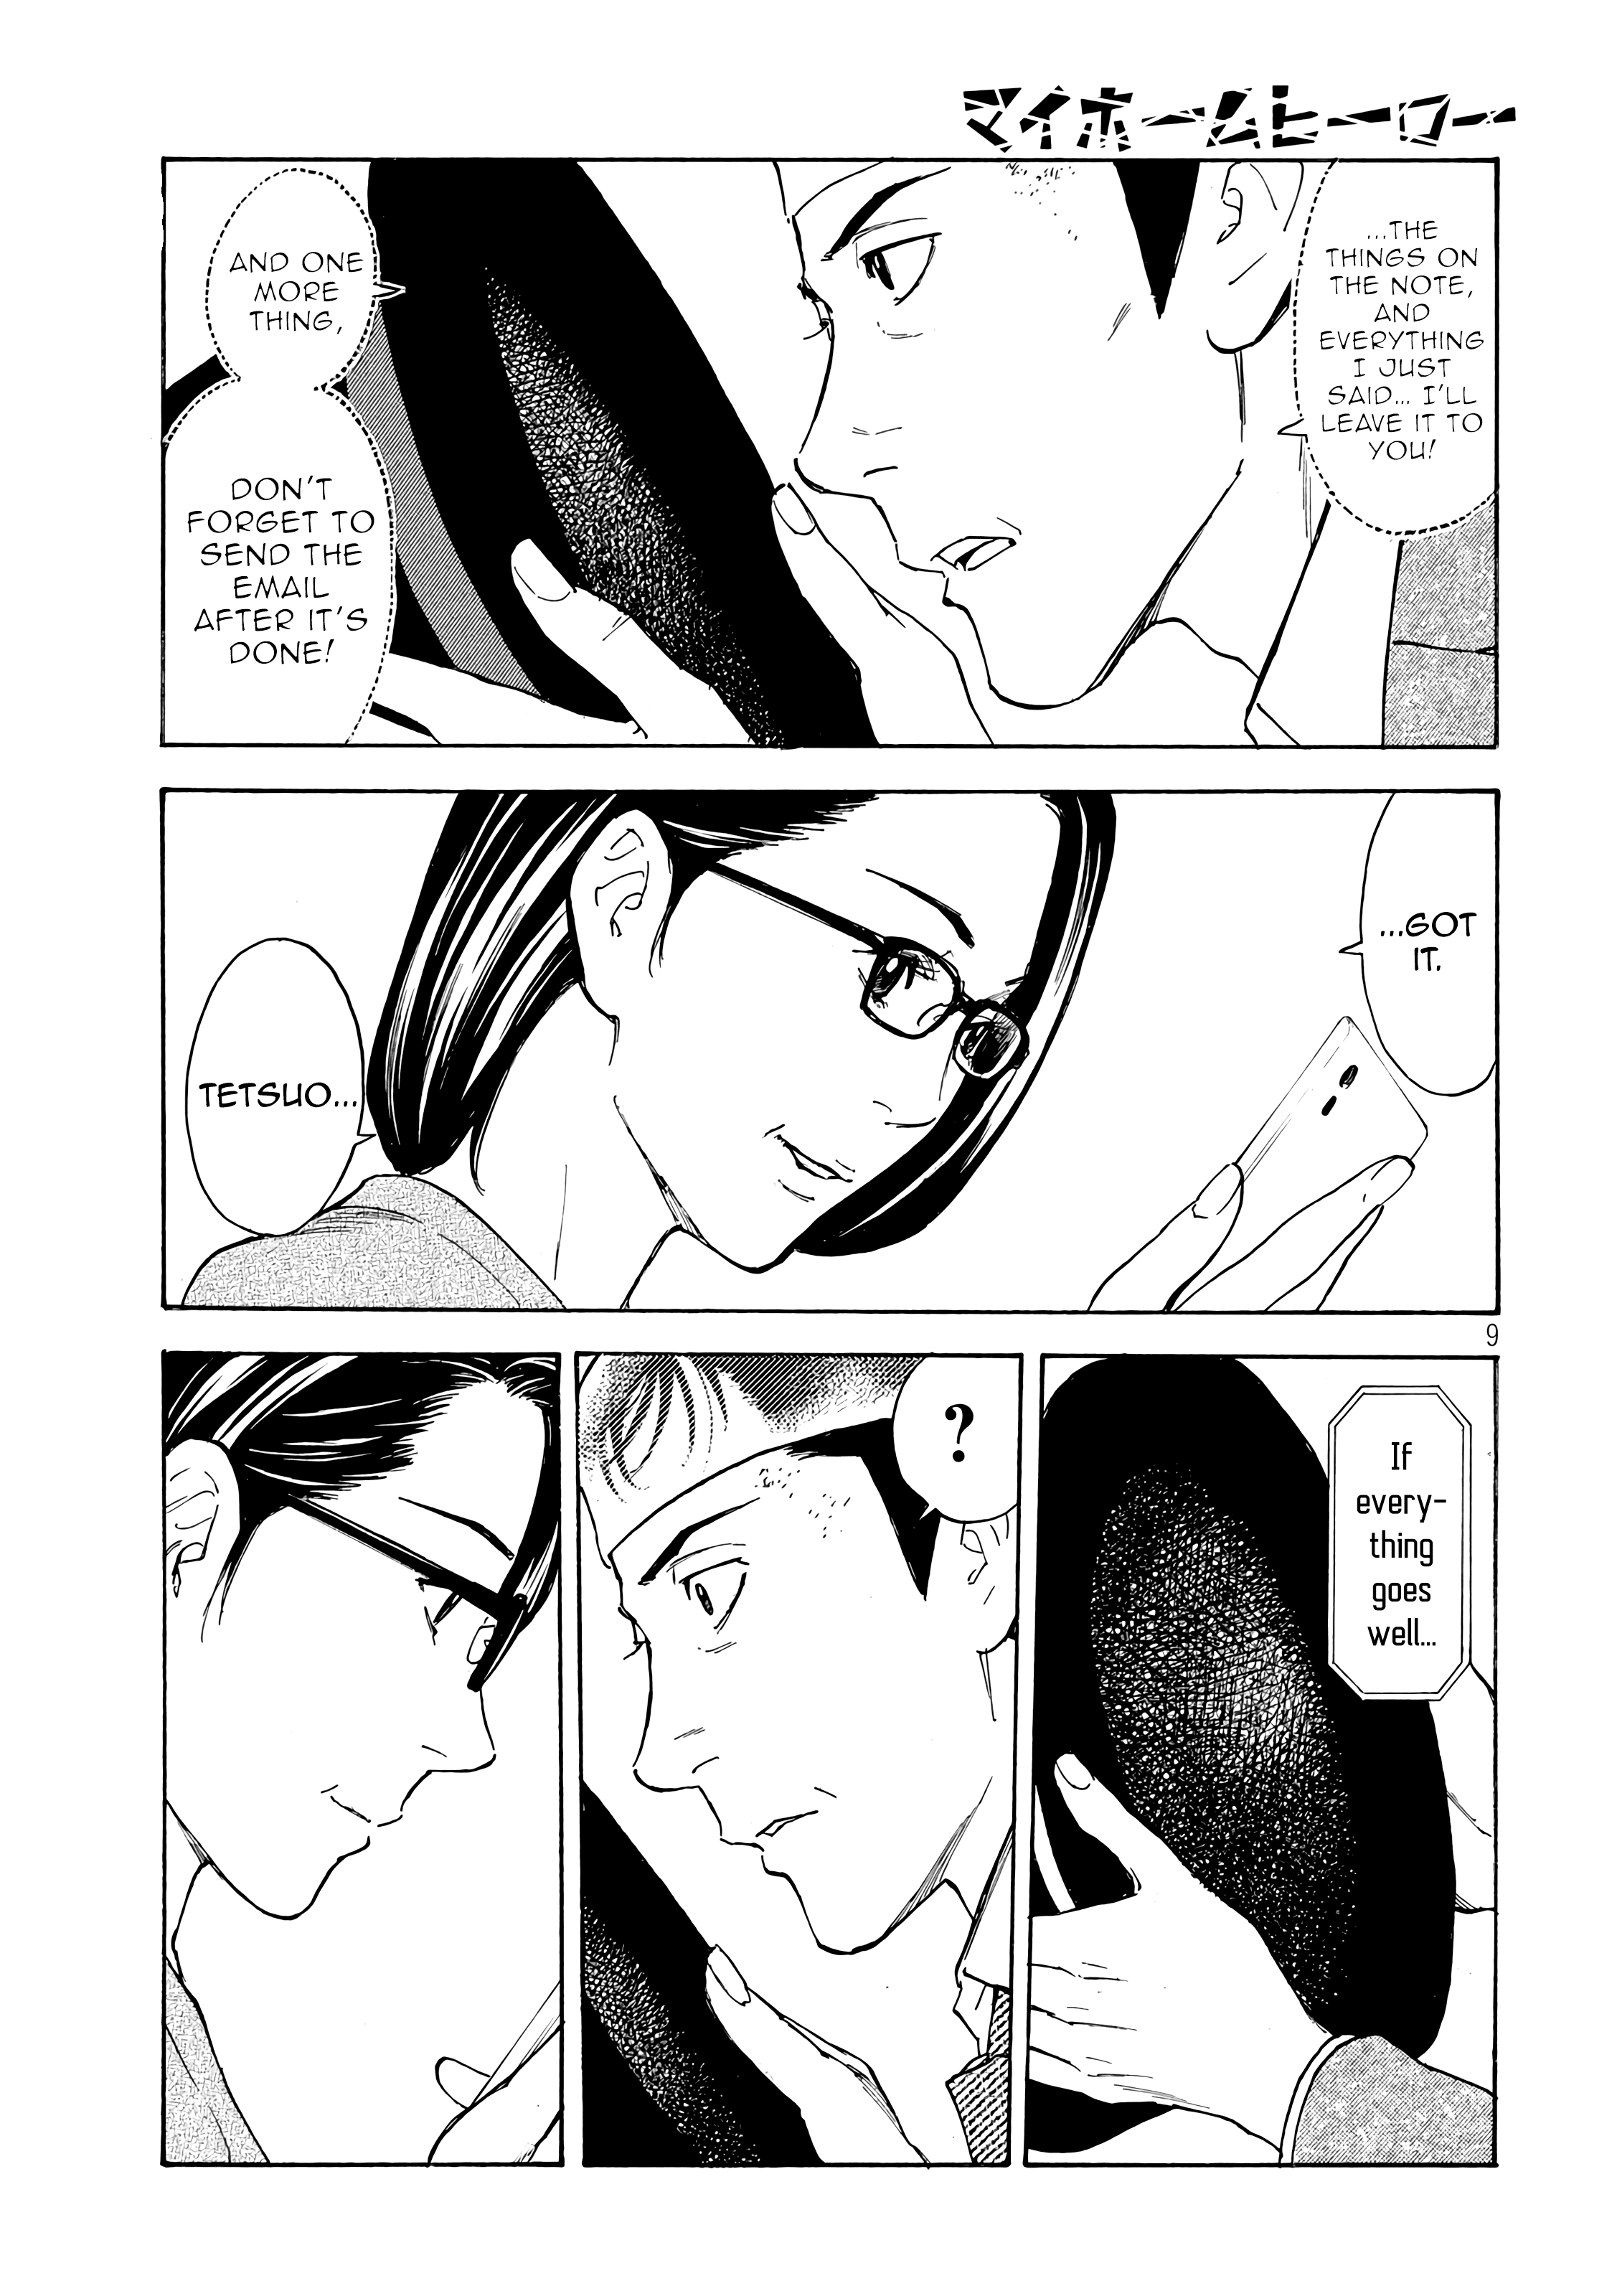 マイホームヒーロー
...THE
THINGS ON
THE NOTE,
AND
EVERYTHING
I JUST
SAID... I'LL
LEAVE IT TO
YOU!
AND ONE
MORE
THING,
DON'T
FORGET TO
SEND THE
EMAIL
AFTER IT'S
DONE!
...GOT
IT.
TETSUO...
9
If
every-
thing
goes
well...
?